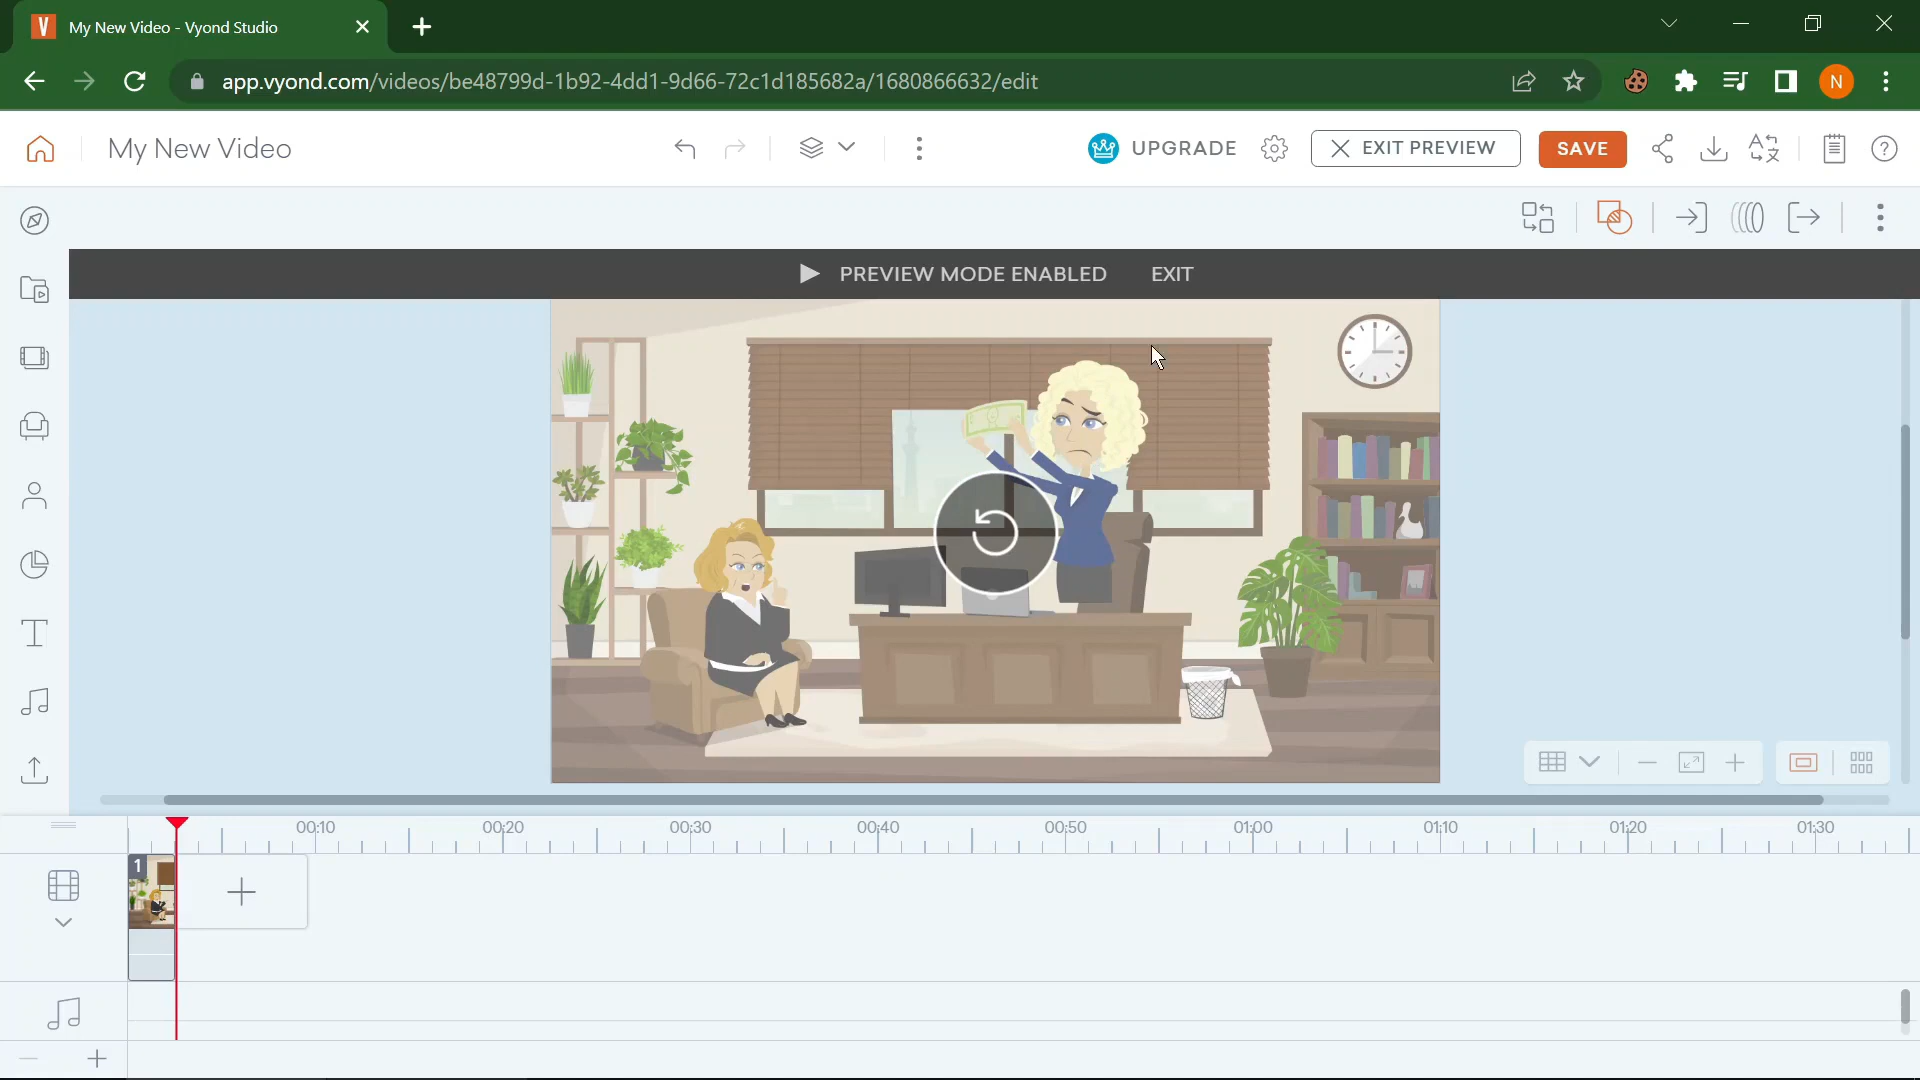 My New Video - Vyond Studio
app.vyond.com/videos/be48799d-1b92-4dd1-9d66-72c1d185682a/1680866632/edit
N
My New Video
UPGRADE
EXIT PREVIEW
SAVE
PREVIEW MODE ENABLED EXIT
00:10 00:20 00:30 00:40 00:50 01:00 01:10 01:20 01:30
1